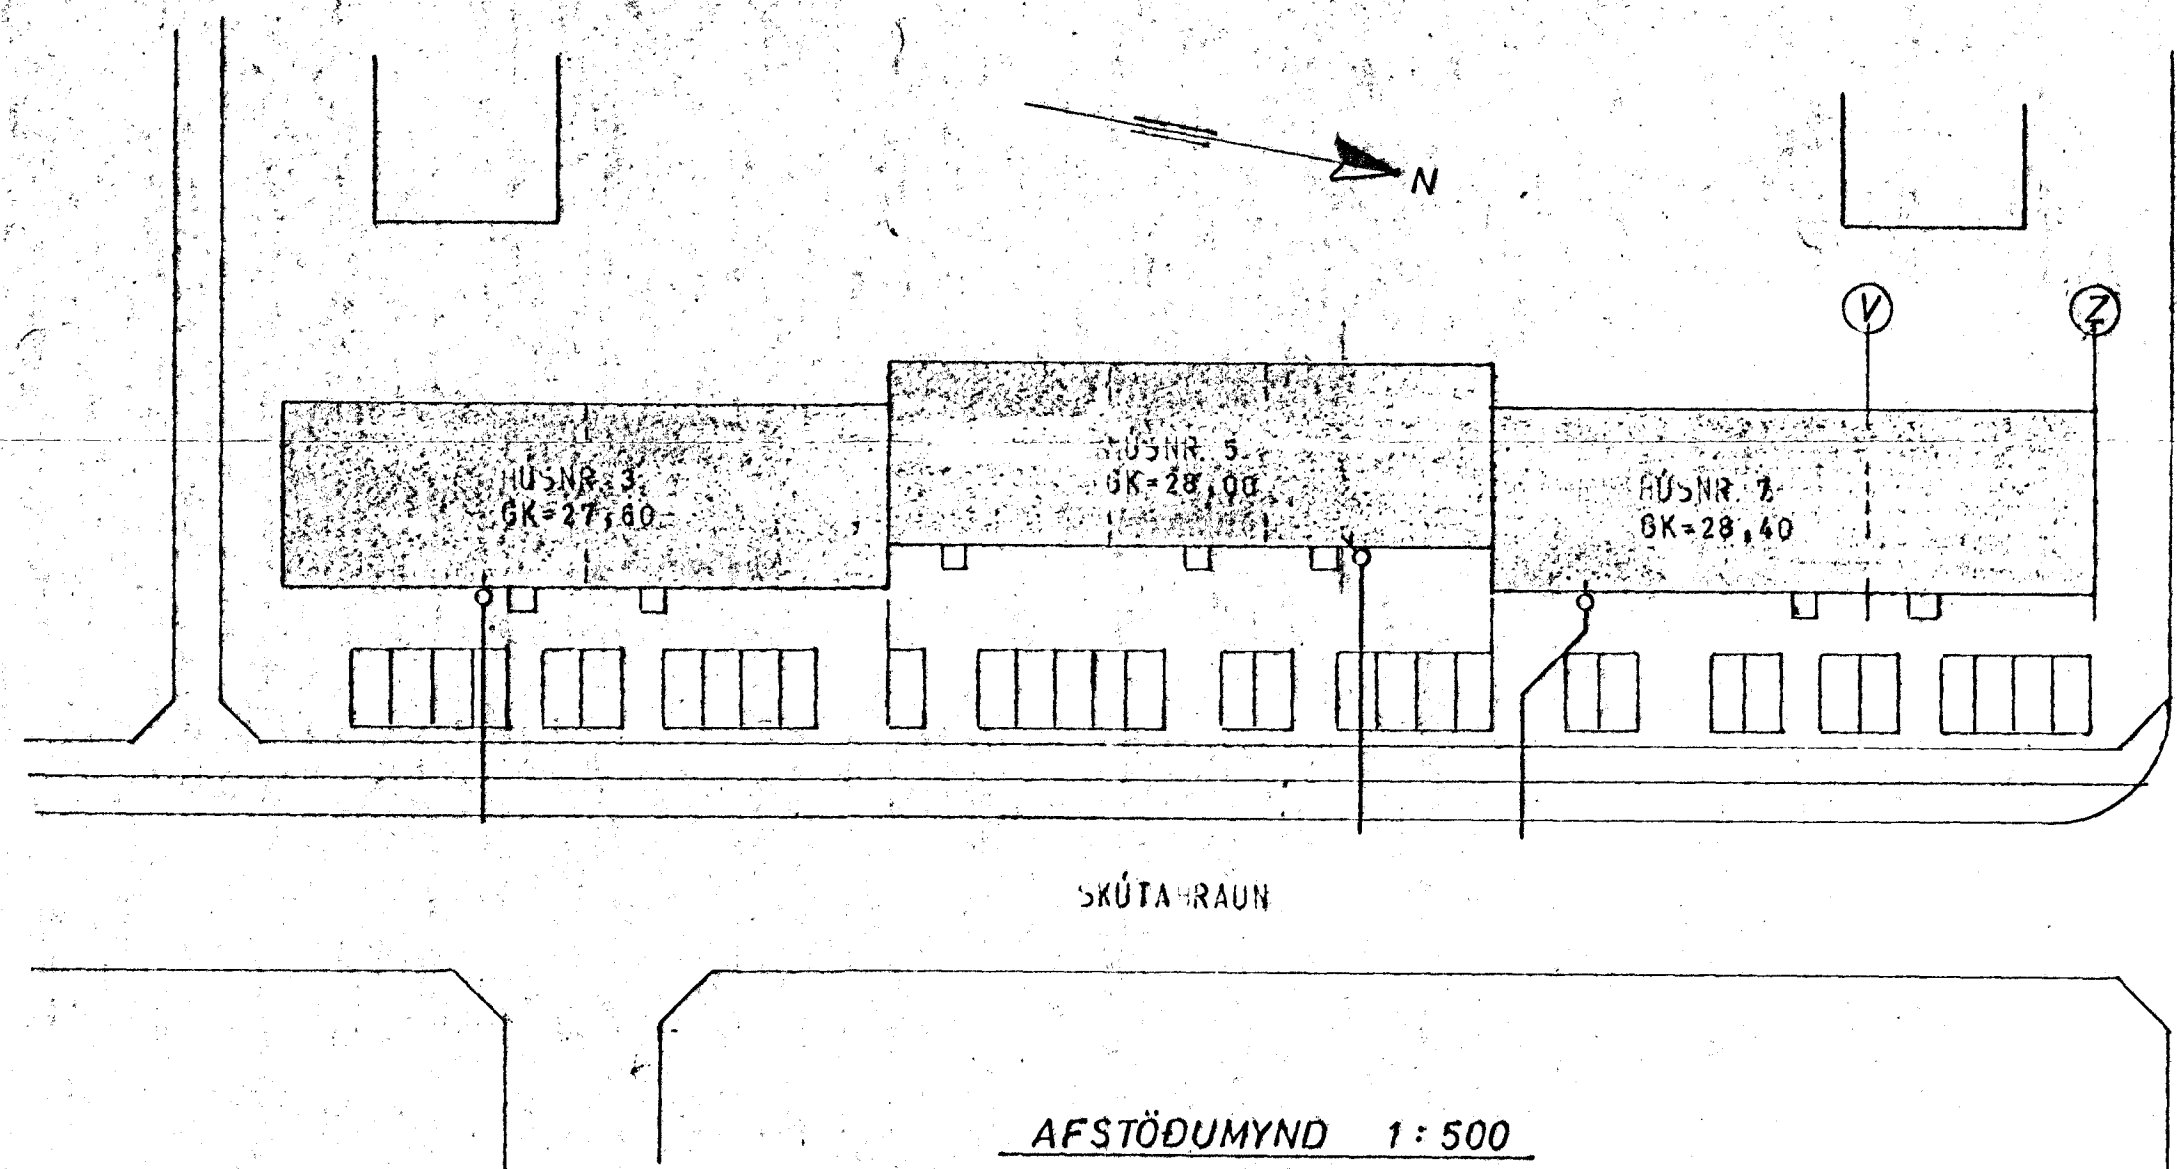 N
V
Z
HÚSNR. 3
GK=27,60
HÚSNR. 5
GK=28,00
HÚSNR. 7
GK=28,40
SKÚTAHRAUN
AFSTÖÐUMYND 1:500